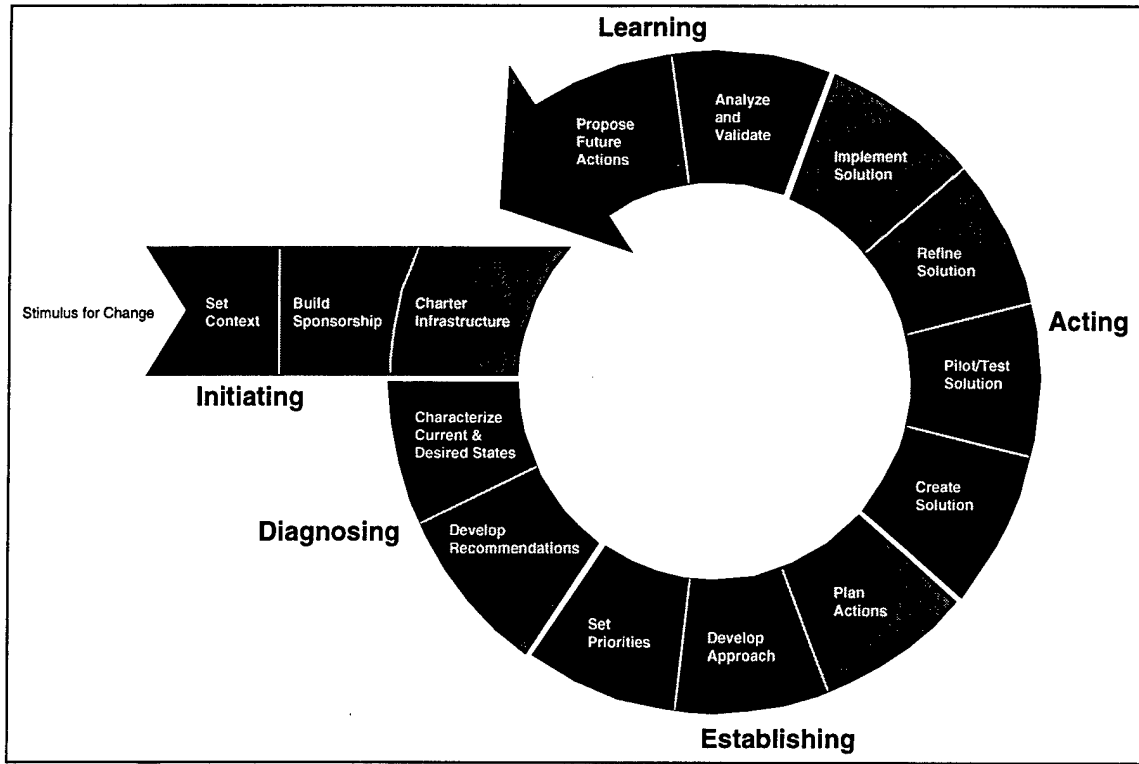 Learning
Propose
Future
Actions
Analyze
and
Validate
Implement
Solution
Refine
Solution
Acting
Pilot/Test
Solution
Create
Solution
Stimulus for Change
Set
Context
Build
Sponsorship
Charter
Infrastructure
Initiating
Characterize
Current &
Desired States
Diagnosing
Develop
Recommendations
Set
Priorities
Develop
Approach
Plan
Actions
Establishing